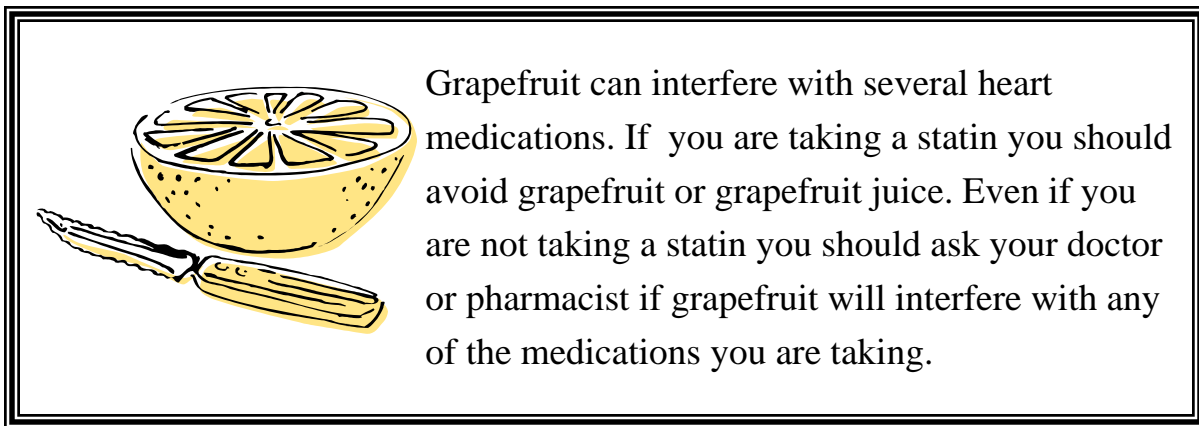 Grapefruit can interfere with several heart
medications. If  you are taking a statin you should
avoid grapefruit or grapefruit juice. Even if you
are not taking a statin you should ask your doctor
or pharmacist if grapefruit will interfere with any
of the medications you are taking.